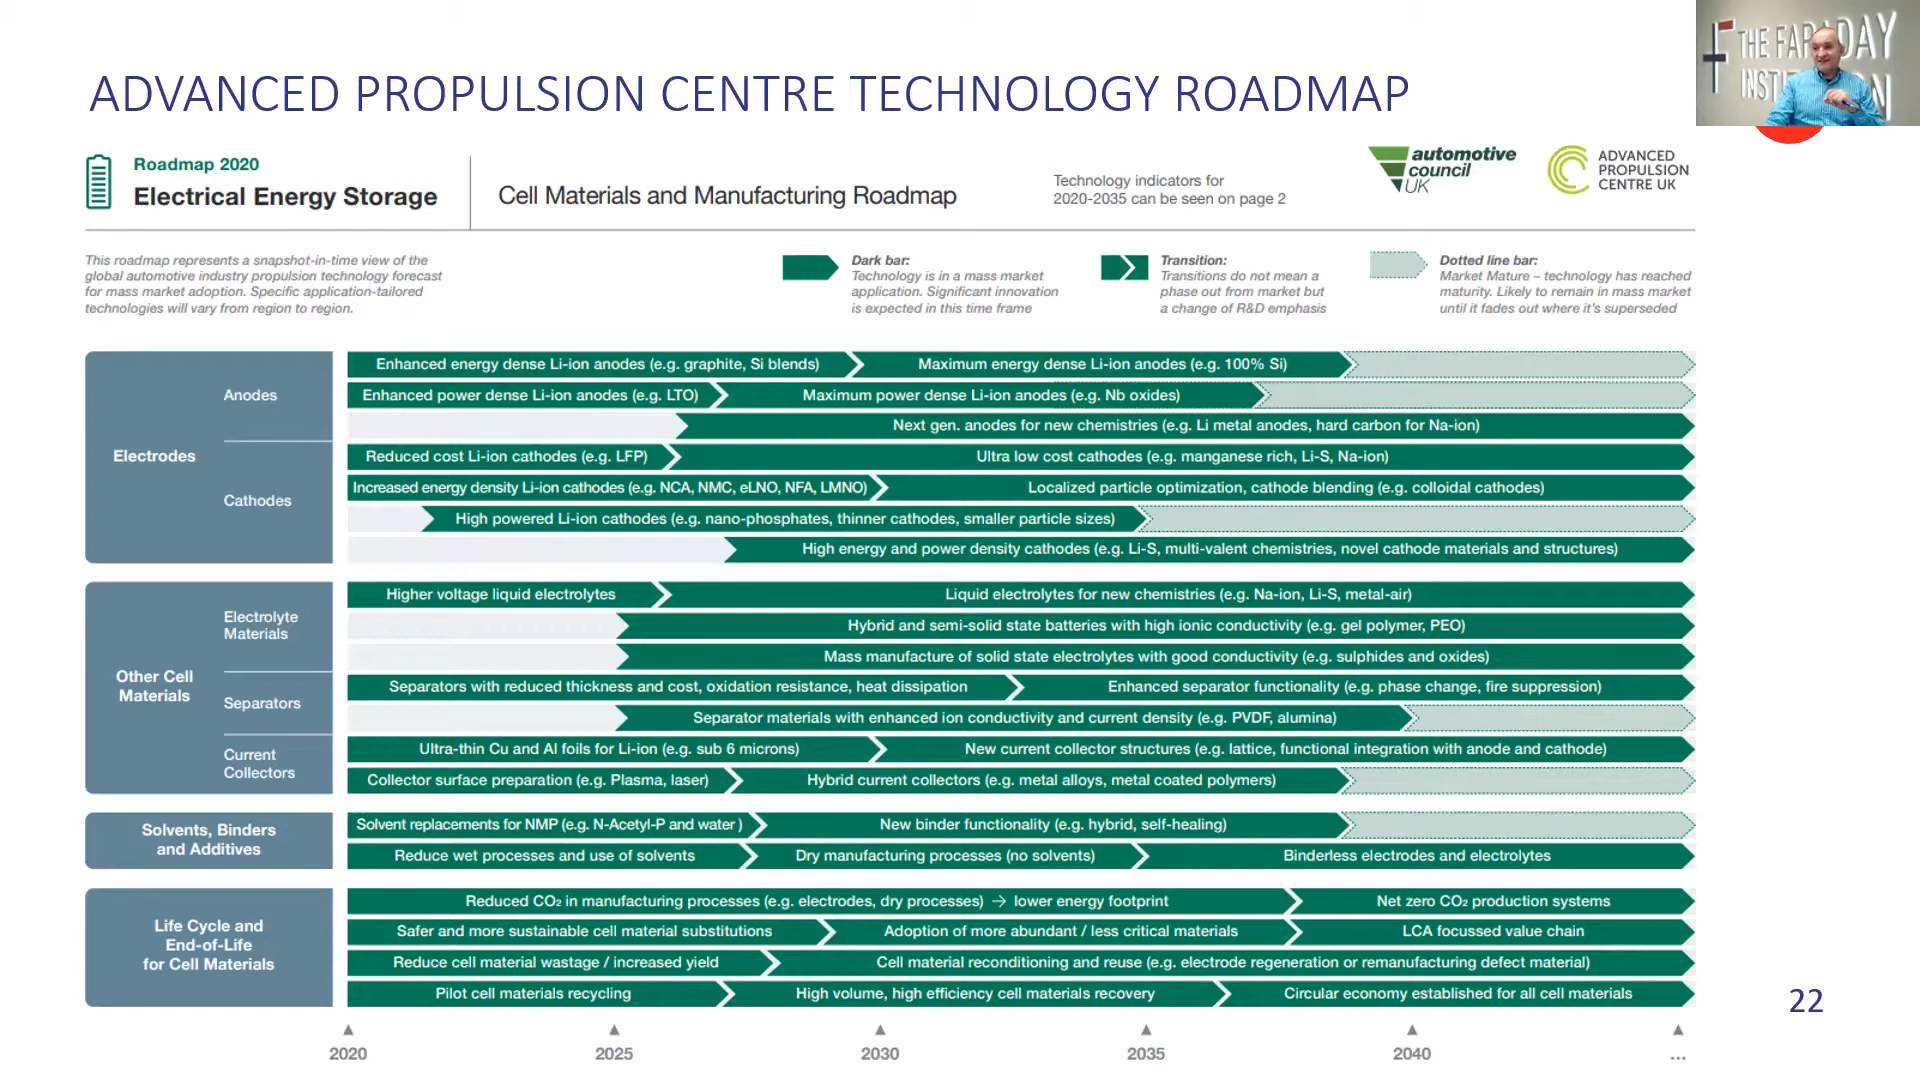 ADVANCED PROPULSION CENTRE TECHNOLOGY ROADMAP
THE FARADAY
Roadmap 2020
Electrical Energy Storage
Cell Materials and Manufacturing Roadmap
Technology indicators for
2020-2035 can be seen on page 2
automotive
council
UK
ADVANCED
PROPULSION
CENTRE UK
This roadmap represents a snapshot-in-time view of the
global automotive industry propulsion technology forecast
for mass market adoption. Specific application-tailored
technologies will vary from region to region.
Dark bar:
Technology is in a mass market
application. Significant innovation
is expected in this time frame
Transition:
Transitions do not mean a
phase out from market but
a change of R&D emphasis
Dotted line bar:
Market Mature – technology has reached
maturity. Likely to remain in mass market
until it fades out where it's superseded
Electrodes
Anodes
Enhanced energy dense Li-ion anodes (e.g. graphite, Si blends)
Maximum energy dense Li-ion anodes (e.g. 100% Si)
Enhanced power dense Li-ion anodes (e.g. LTO)
Maximum power dense Li-ion anodes (e.g. Nb oxides)
Next gen. anodes for new chemistries (e.g. Li metal anodes, hard carbon for Na-ion)
Cathodes
Reduced cost Li-ion cathodes (e.g. LFP)
Ultra low cost cathodes (e.g. manganese rich, Li-S, Na-ion)
Increased energy density Li-ion cathodes (e.g. NCA, NMC, eLNO, NFA, LMNO)
Localized particle optimization, cathode blending (e.g. colloidal cathodes)
High powered Li-ion cathodes (e.g. nano-phosphates, thinner cathodes, smaller particle sizes)
High energy and power density cathodes (e.g. Li-S, multi-valent chemistries, novel cathode materials and structures)
Other Cell
Materials
Electrolyte
Materials
Higher voltage liquid electrolytes
Liquid electrolytes for new chemistries (e.g. Na-ion, Li-S, metal-air)
Hybrid and semi-solid state batteries with high ionic conductivity (e.g. gel polymer, PEO)
Mass manufacture of solid state electrolytes with good conductivity (e.g. sulphides and oxides)
Separators
Separators with reduced thickness and cost, oxidation resistance, heat dissipation
Enhanced separator functionality (e.g. phase change, fire suppression)
Separator materials with enhanced ion conductivity and current density (e.g. PVDF, alumina)
Current
Collectors
Ultra-thin Cu and Al foils for Li-ion (e.g. sub 6 microns)
New current collector structures (e.g. lattice, functional integration with anode and cathode)
Collector surface preparation (e.g. Plasma, laser)
Hybrid current collectors (e.g. metal alloys, metal coated polymers)
Solvents, Binders
and Additives
Solvent replacements for NMP (e.g. N-Acetyl-P and water )
New binder functionality (e.g. hybrid, self-healing)
Reduce wet processes and use of solvents
Dry manufacturing processes (no solvents)
Binderless electrodes and electrolytes
Life Cycle and
End-of-Life
for Cell Materials
Reduced CO₂ in manufacturing processes (e.g. electrodes, dry processes) → lower energy footprint
Net zero CO₂ production systems
Safer and more sustainable cell material substitutions
Adoption of more abundant / less critical materials
LCA focussed value chain
Reduce cell material wastage / increased yield
Cell material reconditioning and reuse (e.g. electrode regeneration or remanufacturing defect material)
Pilot cell materials recycling
High volume, high efficiency cell materials recovery
Circular economy established for all cell materials
22
2020
2025
2030
2035
2040
...